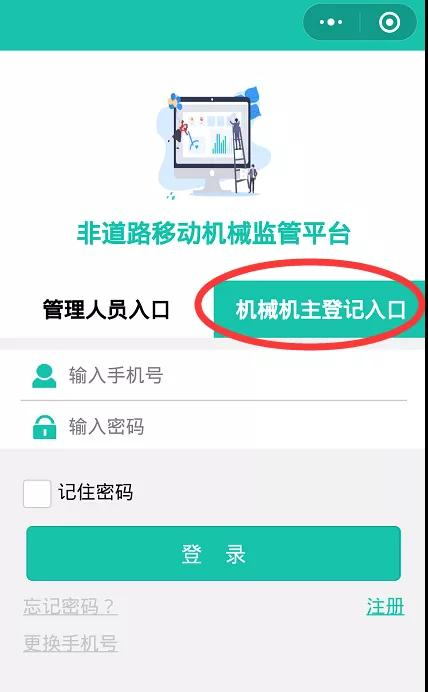 非道路移动机械监管平台
管理人员入口 机械机主登记入口
输入手机号
输入密码
记住密码
登 录
忘记密码？ 注册
更换手机号